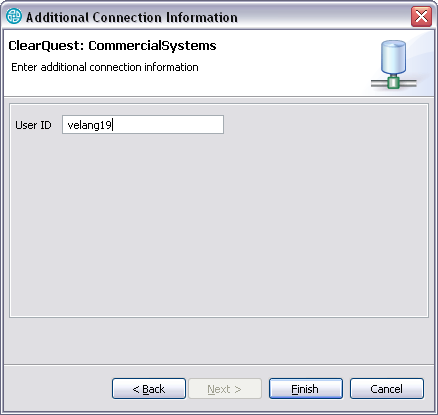 Additional Connection Information
ClearQuest: CommercialSystems
Enter additional connection information
User ID velang19
< Back Next > Finish Cancel